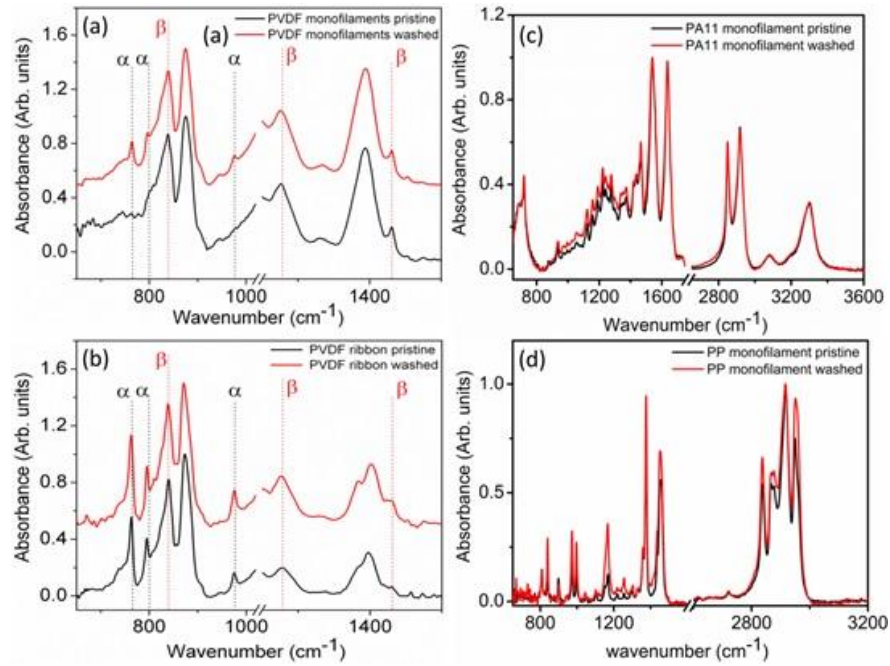 (a)
(a)
PVDF monofilaments pristine
PVDF monofilaments washed
α
α
β
α
β
β
Absorbance (Arb. units)
1.6
1.2
0.8
0.4
0.0
800
1000
1400
Wavenumber (cm-1)
(b)
PVDF ribbon pristine
PVDF ribbon washed
α
α
β
α
β
β
Absorbance (Arb. units)
1.6
1.2
0.8
0.4
0.0
800
1000
1400
Wavenumber (cm-1)
(c)
PA11 monofilament pristine
PA11 monofilament washed
Absorbance (Arb. units)
1.2
0.8
0.4
0.0
800
1200
1600
2800
3200
3600
Wavenumber (cm-1)
(d)
PP monofilament pristine
PP monofilament washed
Absorbance (Arb. units)
1.0
0.5
0.0
800
1200
2800
3200
wavenumber (cm-1)